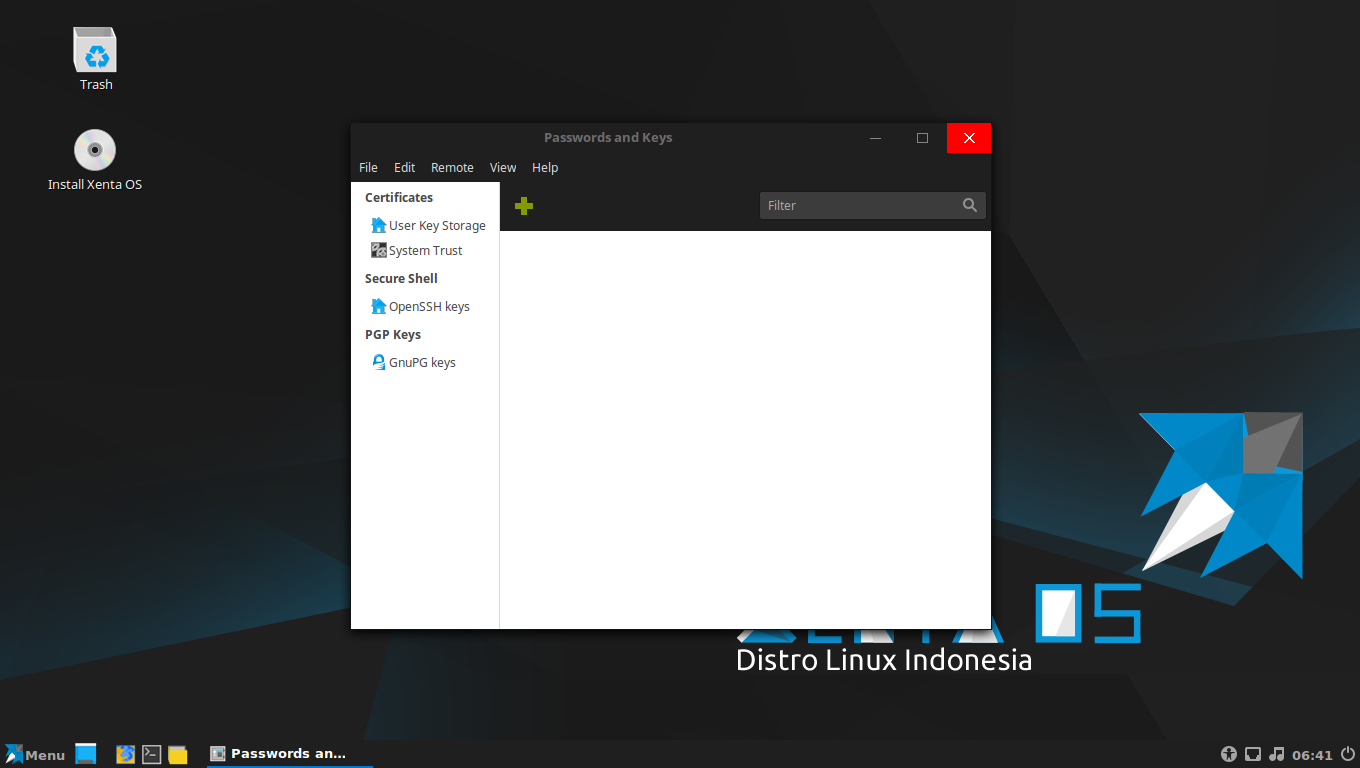 Trash
Install Xenta OS
Passwords and Keys
File Edit Remote View Help
Certificates
Filter
User Key Storage
System Trust
Secure Shell
OpenSSH keys
PGP Keys
GnuPG keys
OS
Distro Linux Indonesia
Menu
Passwords an...
06:41